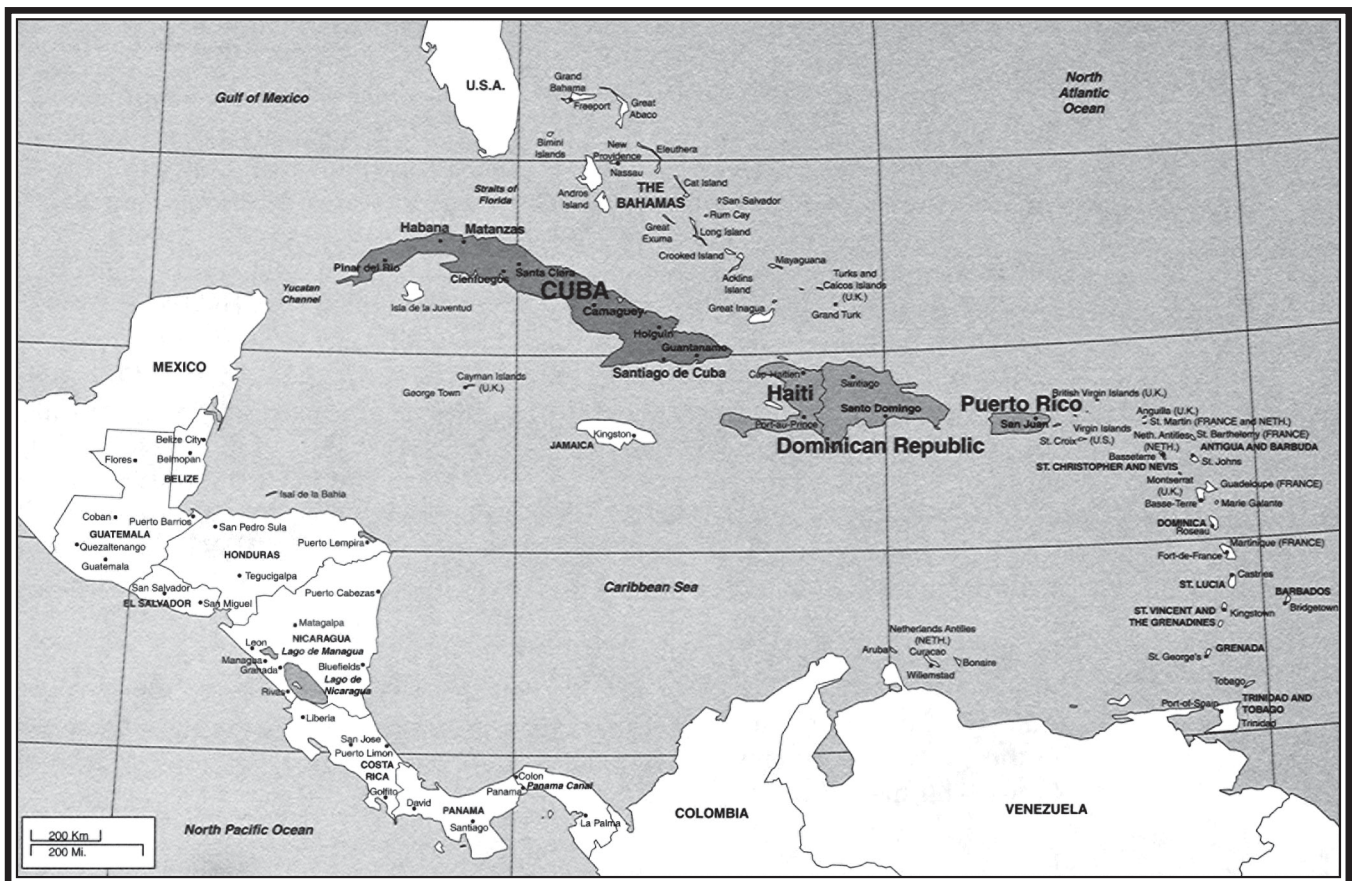 U.S.A.
Gulf of Mexico
North
Atlantic
Ocean
Grand
Bahama
Freeport
Great
Abaco
Bimini
Islands
New
Providence
Nassau
Eleuthera
Straits of
Florida
Andros
Island
THE
BAHAMAS
Cat Island
San Salvador
Rum Cay
Great
Exuma
Long Island
Habana
Matanzas
Pinar del Rio
Cienfuegos
Santa Clara
CUBA
Camaguey
Holguin
Guantanamo
Santiago de Cuba
Yucatan
Channel
Isla de la Juventud
Crooked Island
Acklins
Island
Mayaguana
Turks and
Caicos Islands
(U.K.)
Great Inagua
Grand Turk
MEXICO
Cayman Islands
(U.K.)
George Town
JAMAICA
Kingston
Cap-Haitien
Haiti
Port-au-Prince
Santiago
Santo Domingo
Dominican Republic
Puerto Rico
San Juan
British Virgin Islands (U.K.)
Virgin Islands
(U.S.)
St. Croix
Anguilla (U.K.)
St. Martin (FRANCE and NETH.)
Neth. Antilles
(NETH.)
St. Barthelemy (FRANCE)
ANTIGUA AND BARBUDA
Basseterre
St. Johns
ST. CHRISTOPHER AND NEVIS
Montserrat
(U.K.)
Guadeloupe (FRANCE)
Basse-Terre
Marie Galante
DOMINICA
Roseau
Martinique (FRANCE)
Fort-de-France
Castries
ST. LUCIA
BARBADOS
Bridgetown
ST. VINCENT AND
THE GRENADINES
Kingstown
GRENADA
St. George's
Tobago
TRINIDAD AND
TOBAGO
Port-of-Spain
Trinidad
Belize City
Flores
Belmopan
BELIZE
Isal de la Bahia
Coban
Puerto Barrios
GUATEMALA
Quezaltenango
Guatemala
San Pedro Sula
Puerto Lempira
HONDURAS
Tegucigalpa
San Salvador
EL SALVADOR
San Miguel
Puerto Cabezas
Matagalpa
NICARAGUA
Lago de Managua
Leon
Managua
Granada
Bluefields
Lago de
Nicaragua
Rivas
Liberia
San Jose
Puerto Limon
COSTA
RICA
Golfito
David
PANAMA
Santiago
Colon
Panama
Panama Canal
La Palma
Caribbean Sea
Netherlands Antilles
(NETH.)
Aruba
Curacao
Bonaire
Willemstad
COLOMBIA
VENEZUELA
North Pacific Ocean
200 Km
200 Mi.